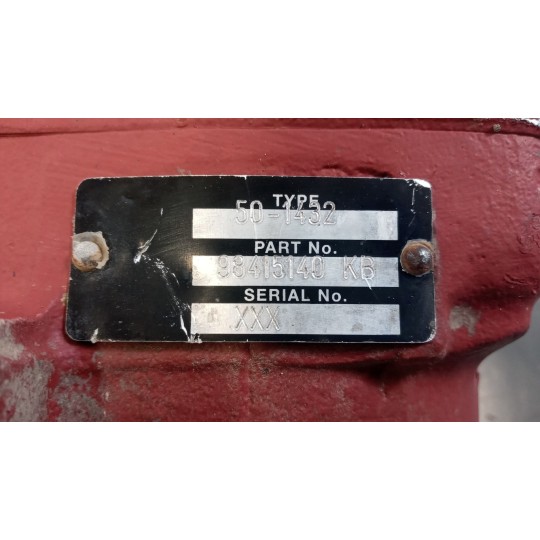 TYPE
50-1432
PART No.
98415140 KB
SERIAL No.
XXX